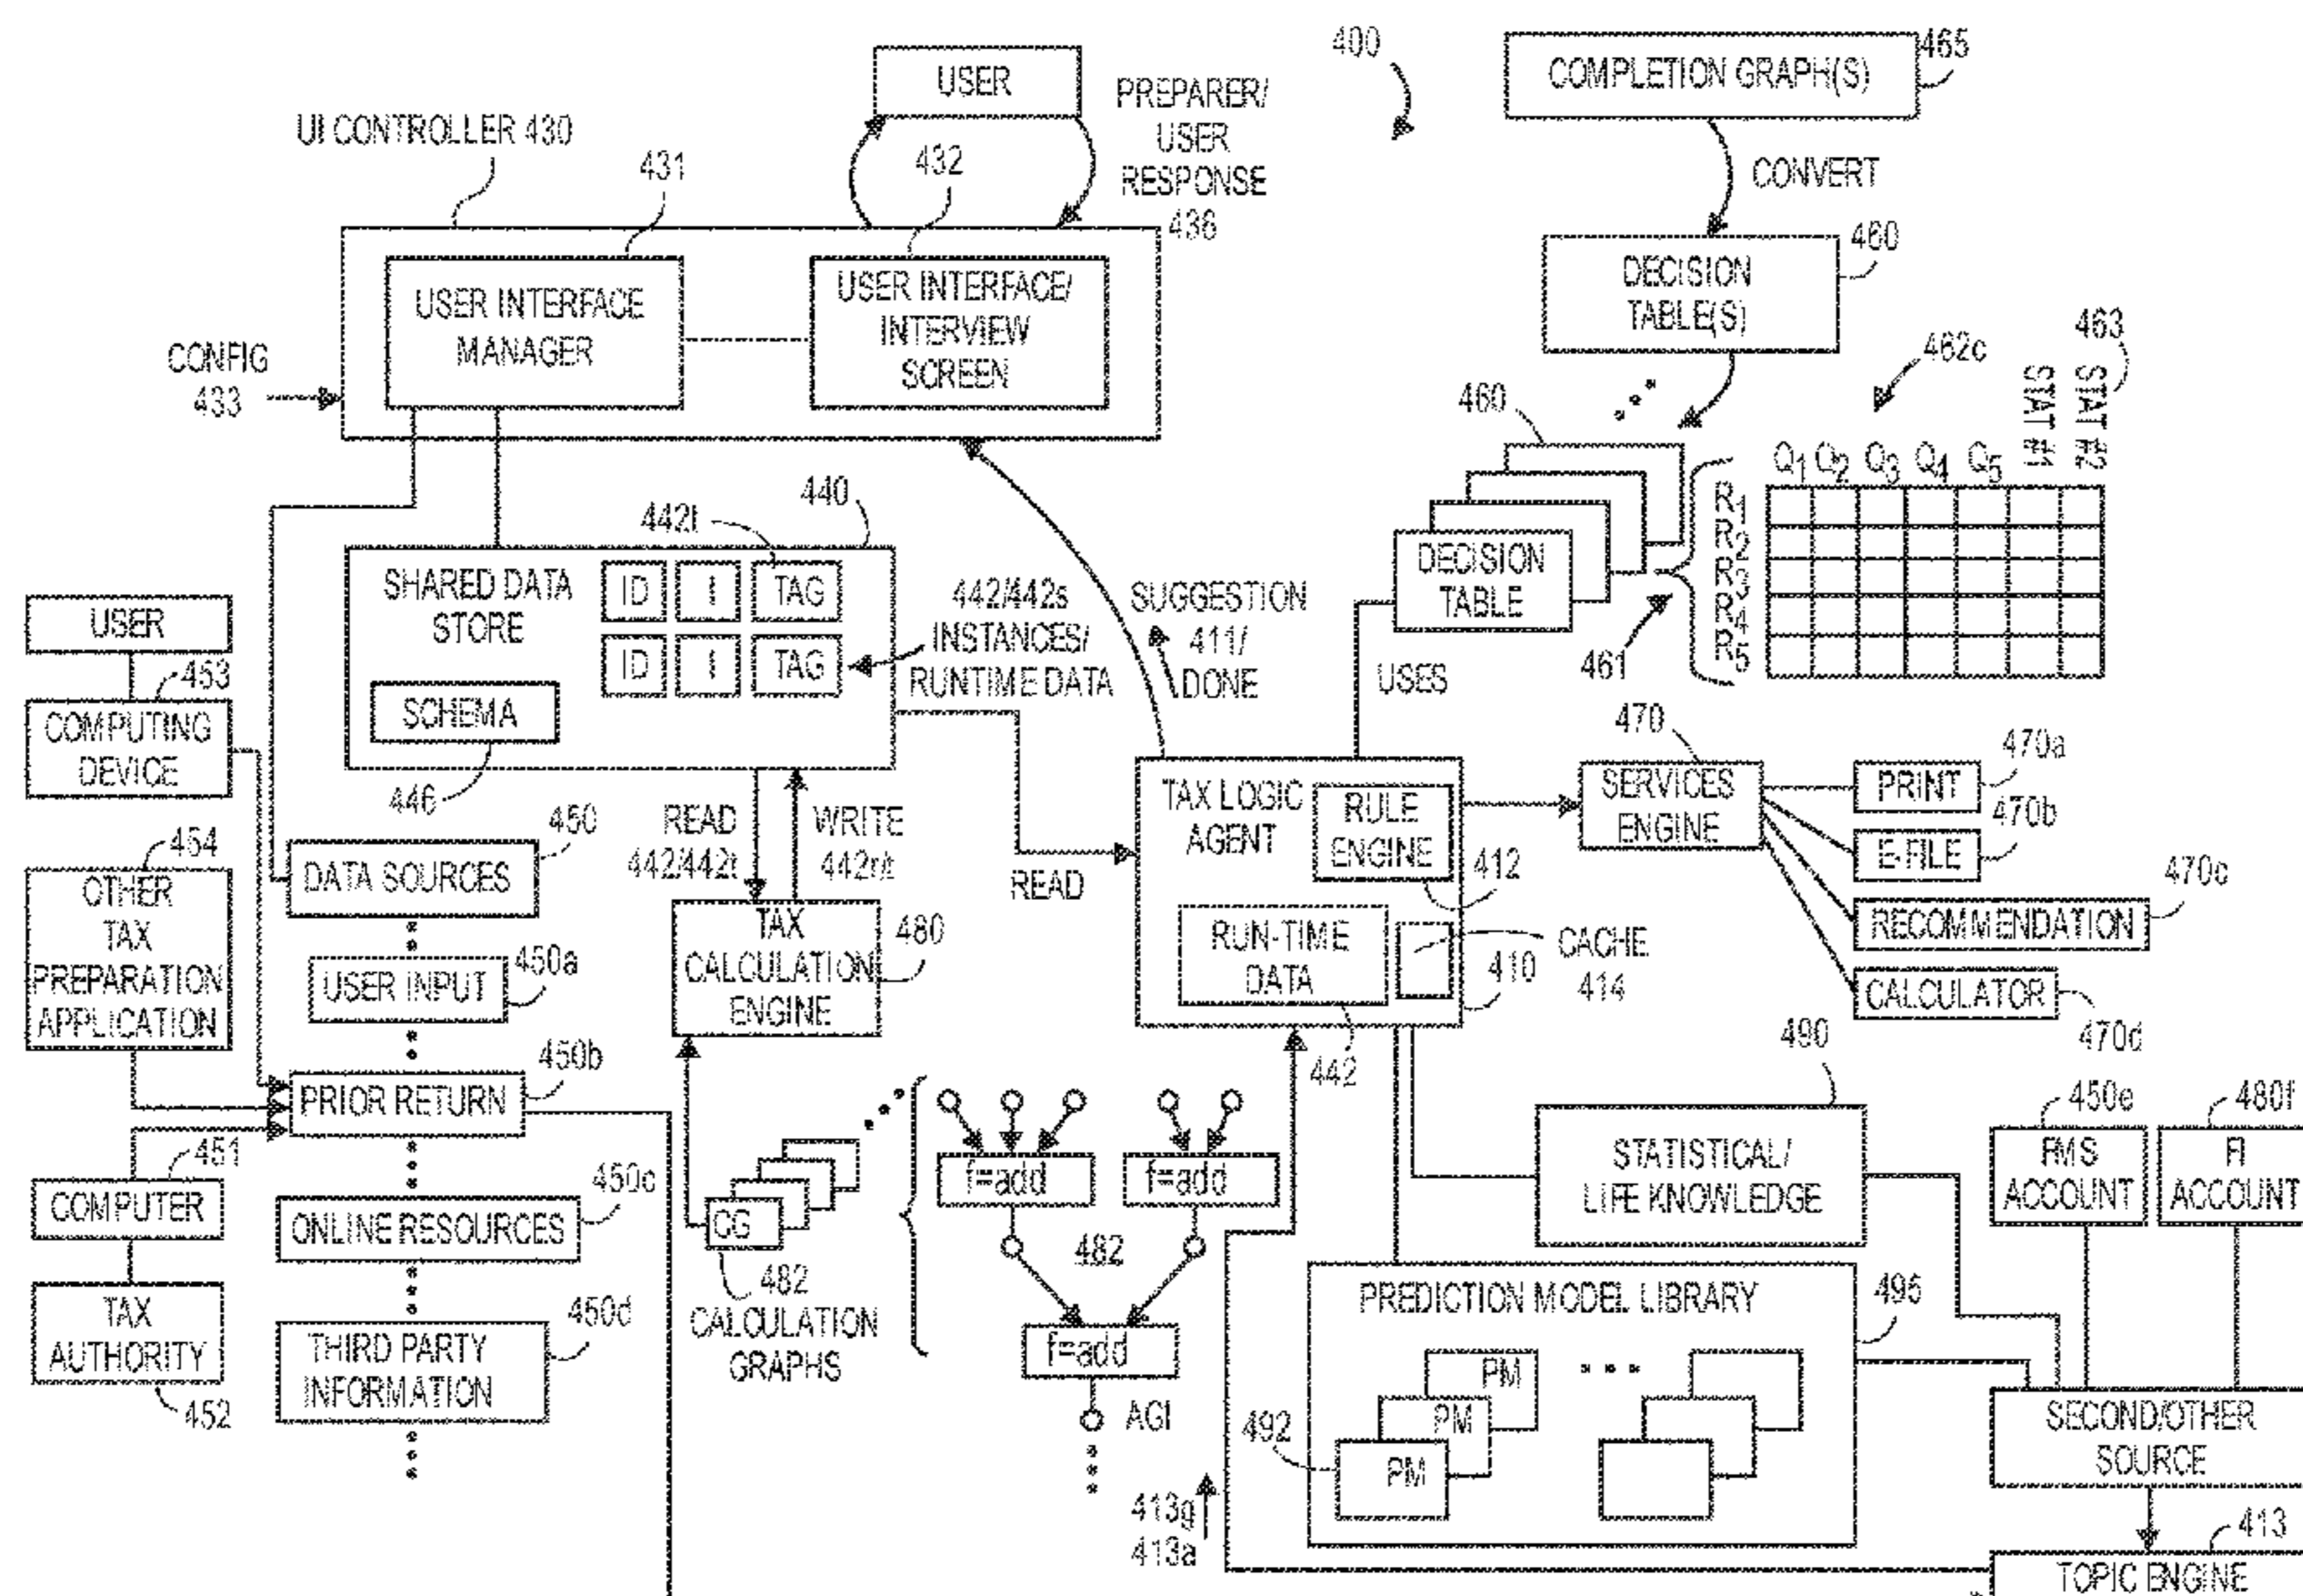 400
COMPLETION GRAPH(S)
465
CONVERT
USER
PREPARER/
USER
RESPONSE
436
UI CONTROLLER 430
431
432
USER INTERFACE
MANAGER
USER INTERFACE/
INTERVIEW
SCREEN
CONFIG
433
DECISION
TABLE(S)
460
460
462c
463
STAT #1
STAT #2
Q1 Q2 Q3 Q4 Q5
R1
R2
R3
R4
R5
461
DECISION
TABLE
USES
440
442t
SHARED DATA
STORE
ID I TAG
ID I TAG
SCHEMA
446
442/442s
INSTANCES/
RUNTIME DATA
SUGGESTION
411/
DONE
USER
453
COMPUTING
DEVICE
454
OTHER
TAX
PREPARATION
APPLICATION
450
DATA SOURCES
USER INPUT
450a
PRIOR RETURN
450b
451
COMPUTER
TAX
AUTHORITY
452
ONLINE RESOURCES
450c
THIRD PARTY
INFORMATION
450d
READ
442/442t
WRITE
442r/t
READ
TAX
CALCULATION
ENGINE
480
TAX LOGIC
AGENT
RULE
ENGINE
412
RUN-TIME
DATA
442
CACHE
414
410
470
SERVICES
ENGINE
PRINT
470a
E-FILE
470b
RECOMMENDATION
470c
CALCULATOR
470d
CG
482
CALCULATION
GRAPHS
f=add
f=add
482
f=add
AGI
490
STATISTICAL/
LIFE KNOWLEDGE
450e
FMS
ACCOUNT
480f
FI
ACCOUNT
PREDICTION MODEL LIBRARY
495
PM
PM
PM
492
SECOND/OTHER
SOURCE
413g
413a
413
TOPIC ENGINE